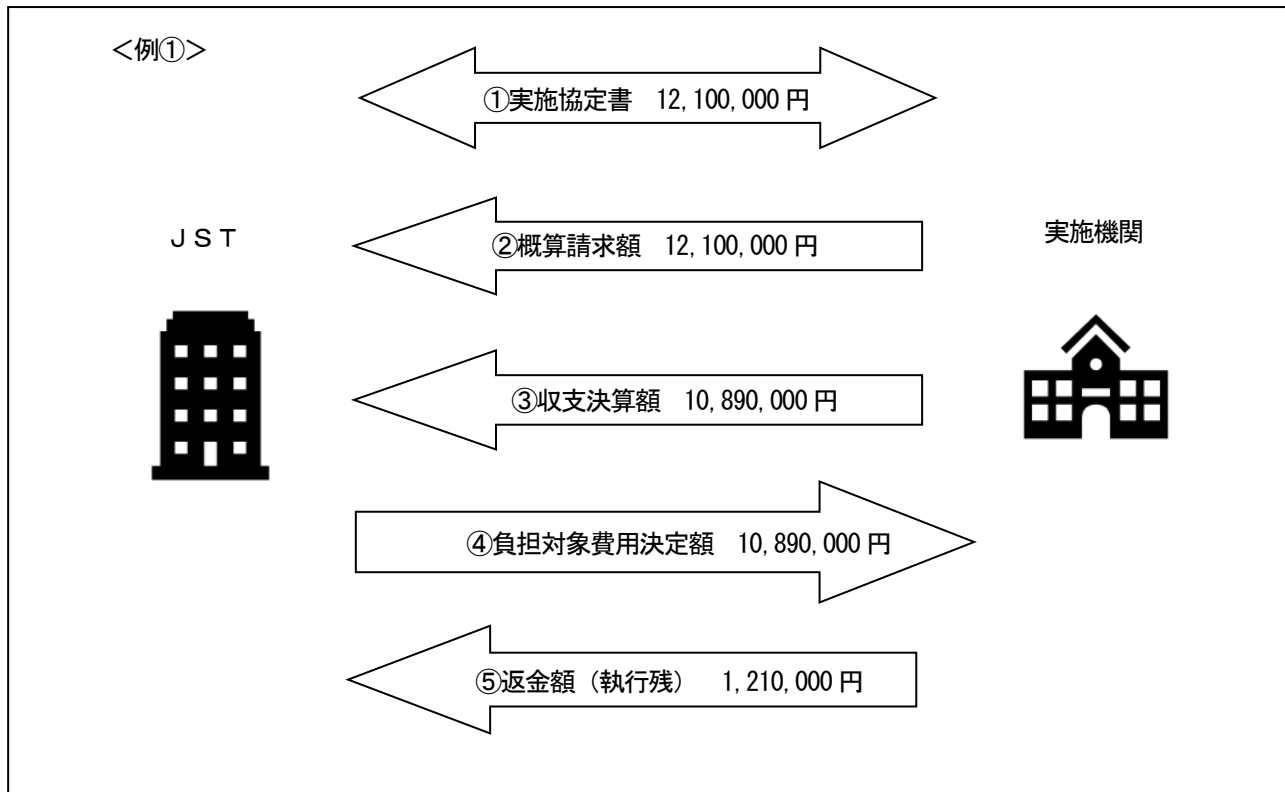 ＜例①＞
①実施協定書　12,100,000 円
ＪＳＴ
実施機関
②概算請求額　12,100,000 円
③収支決算額　10,890,000 円
④負担対象費用決定額　10,890,000 円
⑤返金額（執行残）　1,210,000 円